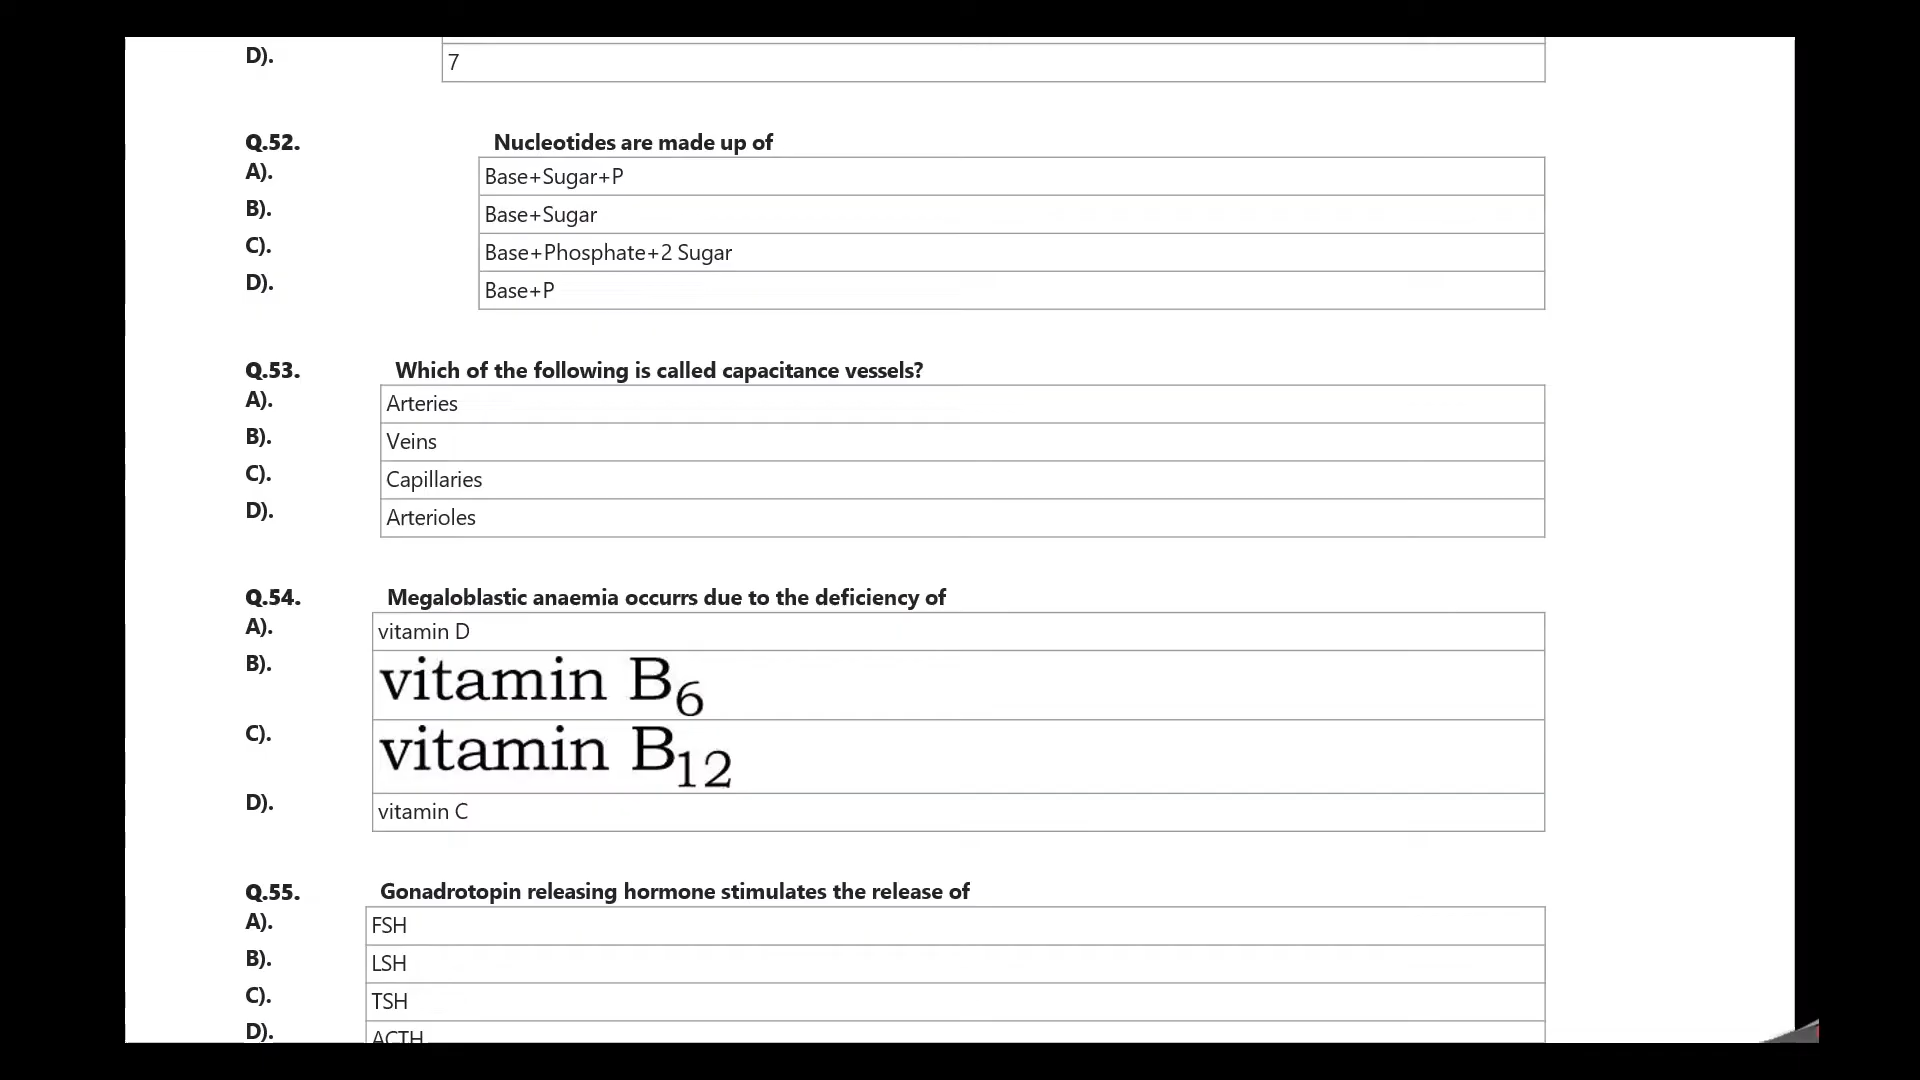 D). 7
Q.52. Nucleotides are made up of
A). Base+Sugar+P
B). Base+Sugar
C). Base+Phosphate+2 Sugar
D). Base+P
Q.53. Which of the following is called capacitance vessels?
A). Arteries
B). Veins
C). Capillaries
D). Arterioles
Q.54. Megaloblastic anaemia occurrs due to the deficiency of
A). vitamin D
B). vitamin B₆
C). vitamin B₁₂
D). vitamin C
Q.55. Gonadrotopin releasing hormone stimulates the release of
A). FSH
B). LSH
C). TSH
D). ACTH